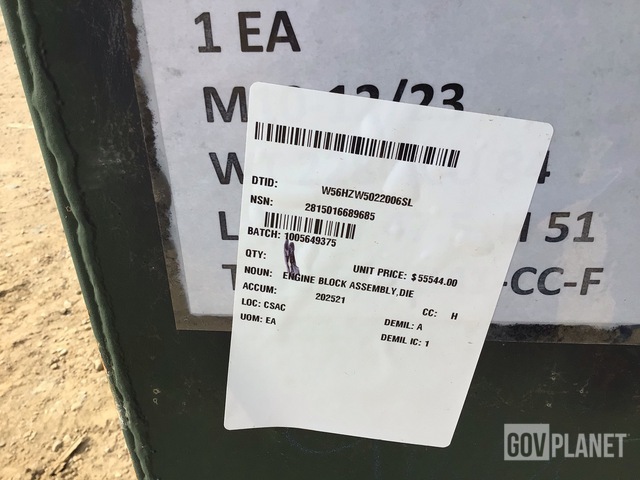 1 EA
12/23
W 4
L 51
T -CC-F
DTID: W56HZW5022006SL
NSN: 2815016689685
BATCH: 1005649375
QTY:
UNIT PRICE: $55544.00
NOUN: ENGINE BLOCK ASSEMBLY,DIE
ACCUM: 202521
LOC: CSAC CC: H
UOM: EA DEMIL: A
DEMIL IC: 1
GOVPLANET